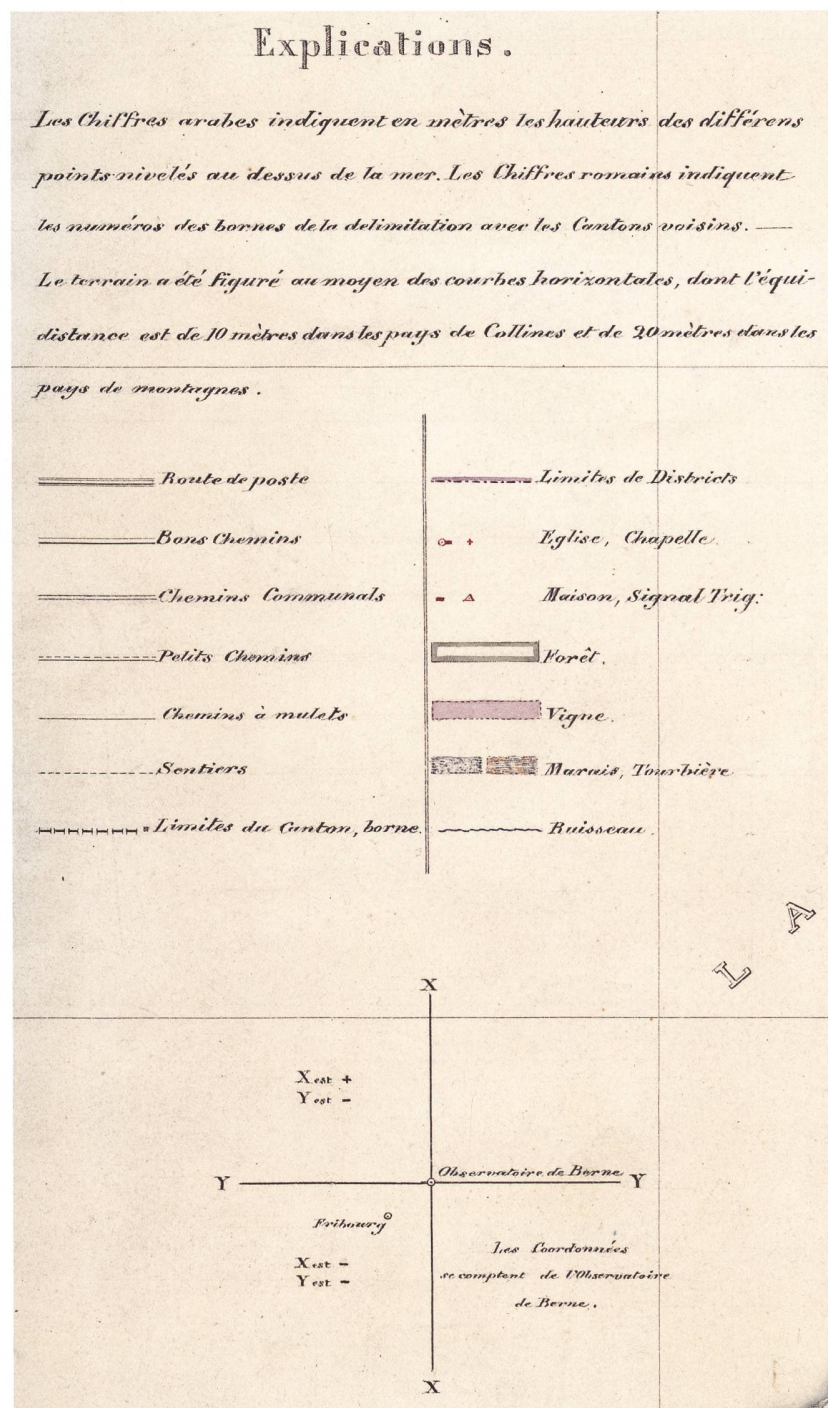 Explications.
Les Chiffres arabes indiquent en mètres les hauteurs des différens
points nivelés au dessus de la mer. Les Chiffres romains indiquent
les numéros des bornes de la delimitation avec les Cantons voisins. —
Le terrain a été figuré au moyen des courbes horizontales, dont l'équi-
distance est de 10 mètres dans les pays de Collines et de 20 mètres dans les
pays de montagnes.
Route de poste
Bons Chemins
Chemins Communals
Petits Chemins
Chemins à mulets
Sentiers
Limites du Canton, borne.
Limites de Districts
Eglise, Chapelle.
Maison, Signal Trig:
Forêt.
Vigne.
Marais, Tourbière
Ruisseau.
L A
X
X est +
Y est -
Y
Observatoire de Berne
Y
Fribourg
X est -
Y est -
Les Coordonnées
se comptent de l'Observatoire
de Berne.
X